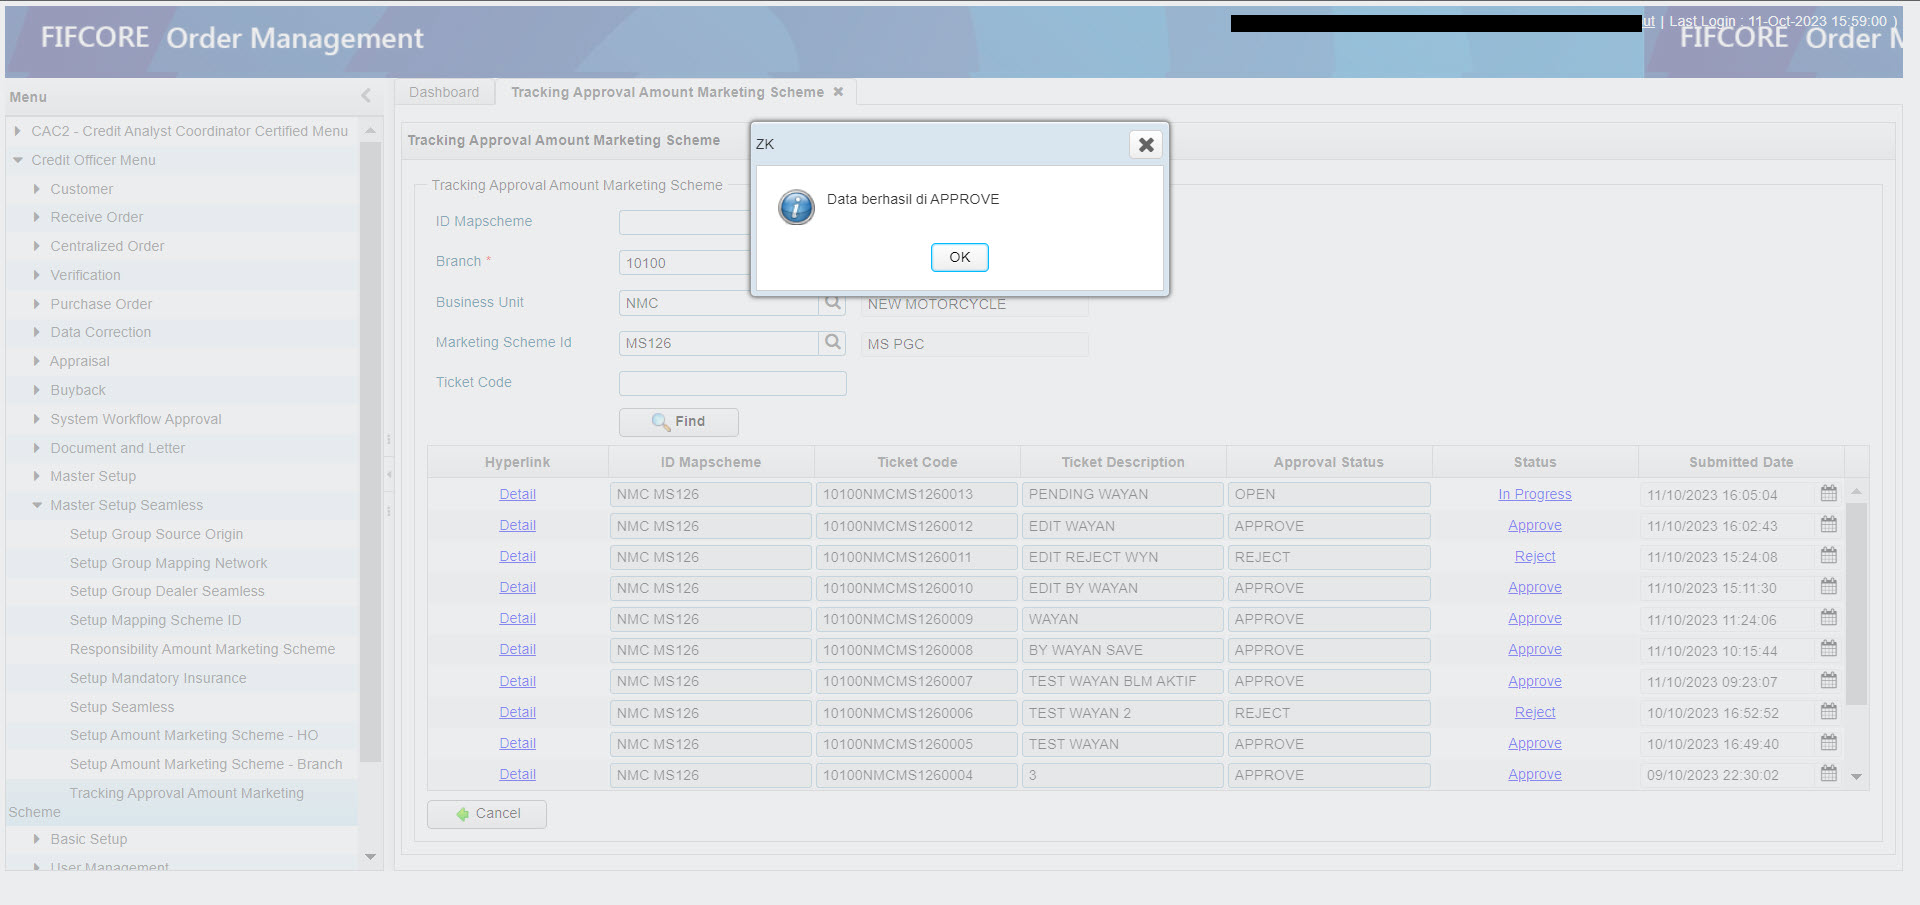 FIFCORE Order Management
ut | Last Login : 11-Oct-2023 15:59:00 )
FIFCORE Order M
Menu
CAC2 - Credit Analyst Coordinator Certified Menu
Credit Officer Menu
Customer
Receive Order
Centralized Order
Verification
Purchase Order
Data Correction
Appraisal
Buyback
System Workflow Approval
Document and Letter
Master Setup
Master Setup Seamless
Setup Group Source Origin
Setup Group Mapping Network
Setup Group Dealer Seamless
Setup Mapping Scheme ID
Responsibility Amount Marketing Scheme
Setup Mandatory Insurance
Setup Seamless
Setup Amount Marketing Scheme - HO
Setup Amount Marketing Scheme - Branch
Tracking Approval Amount Marketing
Scheme
Basic Setup
User Management
Dashboard
Tracking Approval Amount Marketing Scheme
Tracking Approval Amount Marketing Scheme
Tracking Approval Amount Marketing Scheme
ID Mapscheme
Branch * 10100
Business Unit NMC NEW MOTORCYCLE
Marketing Scheme Id MS126 MS PGC
Ticket Code
Find
ZK
Data berhasil di APPROVE
OK
Hyperlink ID Mapscheme Ticket Code Ticket Description Approval Status Status Submitted Date
Detail NMC MS126 10100NMCMS1260013 PENDING WAYAN OPEN In Progress 11/10/2023 16:05:04
Detail NMC MS126 10100NMCMS1260012 EDIT WAYAN APPROVE Approve 11/10/2023 16:02:43
Detail NMC MS126 10100NMCMS1260011 EDIT REJECT WYN REJECT Reject 11/10/2023 15:24:08
Detail NMC MS126 10100NMCMS1260010 EDIT BY WAYAN APPROVE Approve 11/10/2023 15:11:30
Detail NMC MS126 10100NMCMS1260009 WAYAN APPROVE Approve 11/10/2023 11:24:06
Detail NMC MS126 10100NMCMS1260008 BY WAYAN SAVE APPROVE Approve 11/10/2023 10:15:44
Detail NMC MS126 10100NMCMS1260007 TEST WAYAN BLM AKTIF APPROVE Approve 11/10/2023 09:23:07
Detail NMC MS126 10100NMCMS1260006 TEST WAYAN 2 REJECT Reject 10/10/2023 16:52:52
Detail NMC MS126 10100NMCMS1260005 TEST WAYAN APPROVE Approve 10/10/2023 16:49:40
Detail NMC MS126 10100NMCMS1260004 3 APPROVE Approve 09/10/2023 22:30:02
Cancel